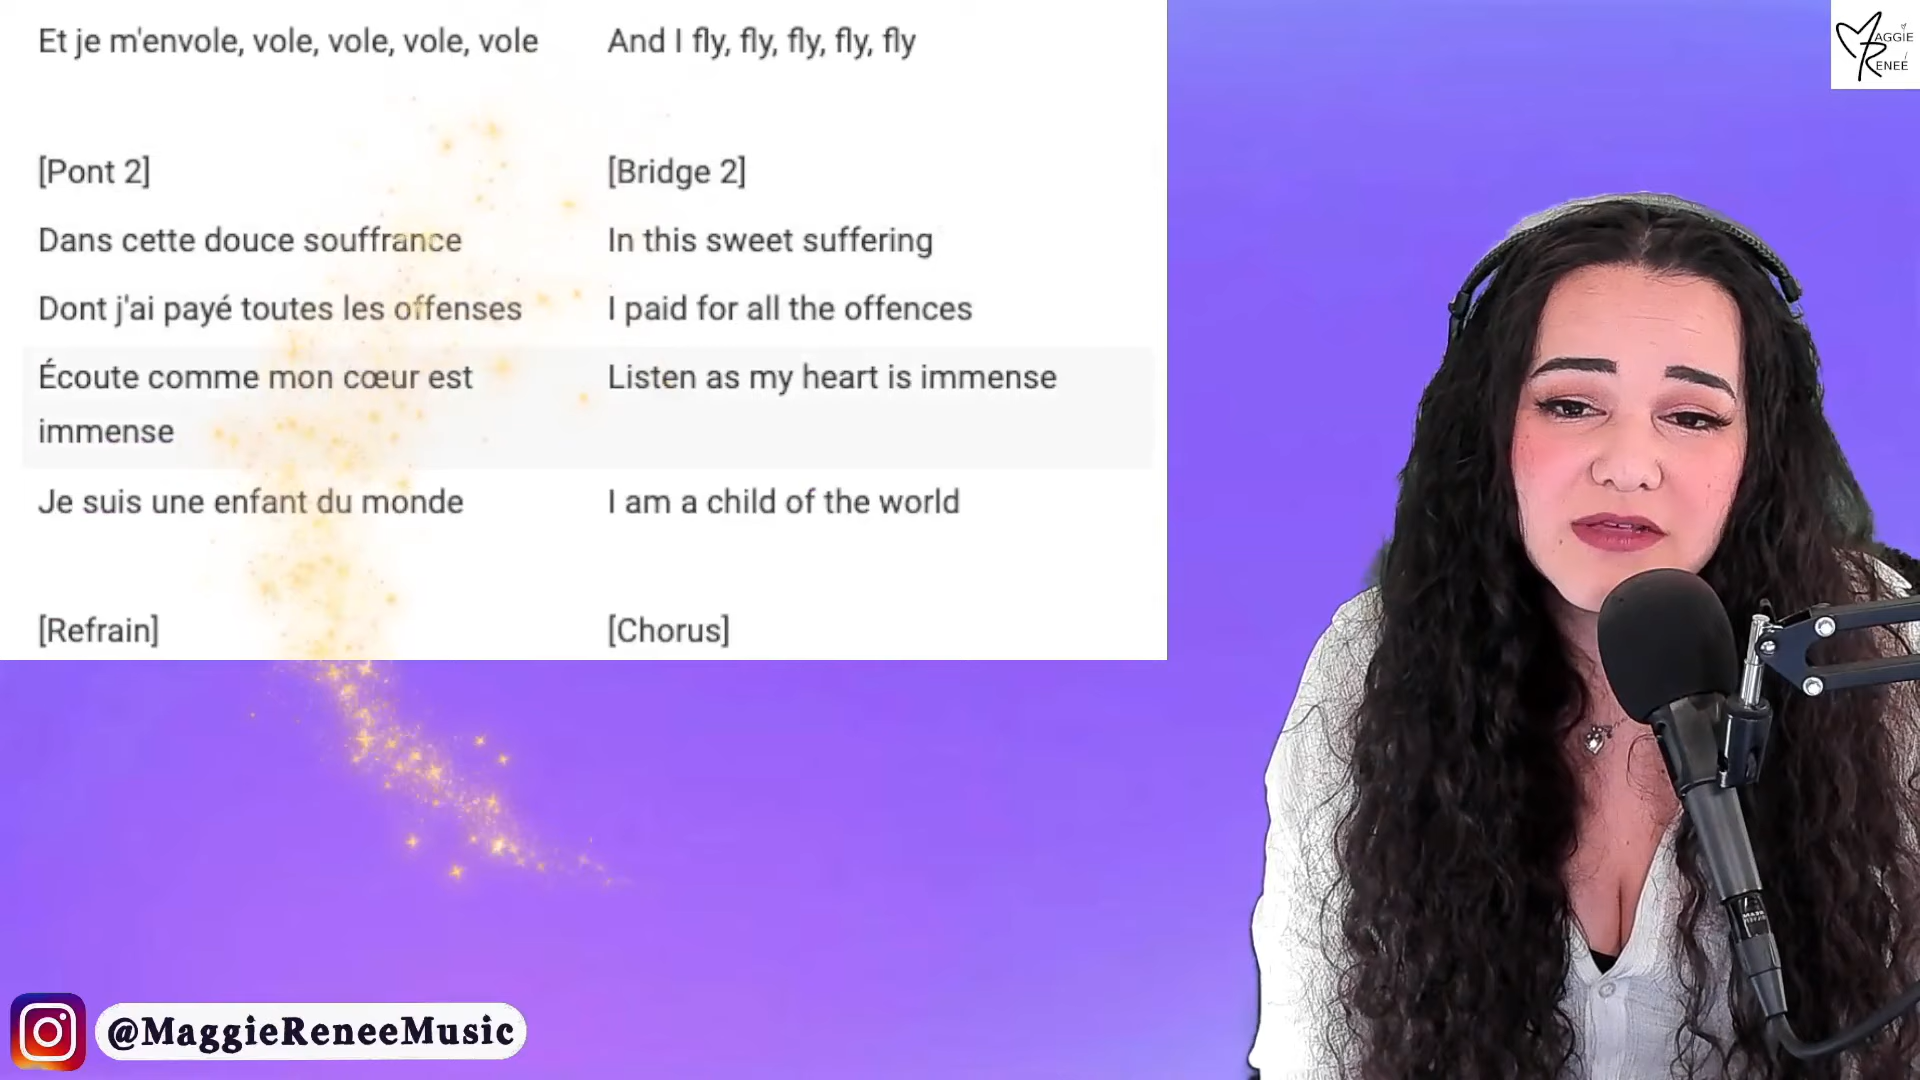 Et je m'envole, vole, vole, vole, vole
And I fly, fly, fly, fly, fly
[Pont 2]
[Bridge 2]
Dans cette douce souffrance
In this sweet suffering
Dont j'ai payé toutes les offenses
I paid for all the offences
Écoute comme mon cœur est
immense
Listen as my heart is immense
Je suis une enfant du monde
I am a child of the world
[Refrain]
[Chorus]
MAGGIE
RENEE
@MaggieReneeMusic